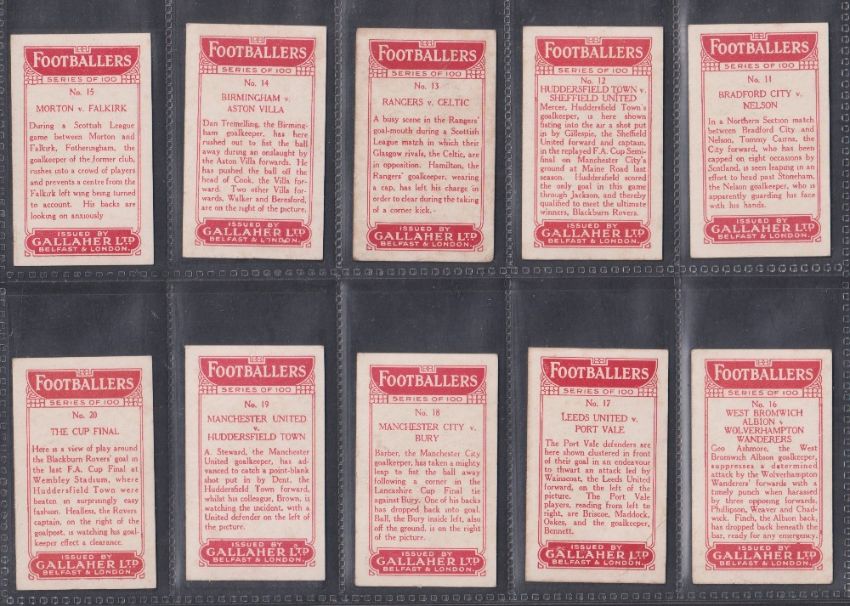 FOOTBALLERS
SERIES OF 100
No. 15
MORTON v. FALKIRK
During a Scottish League
game between Morton and
Falkirk, Fotheringham, the
goalkeeper of the former club,
rushes into a crowd of players
and prevents a centre from the
Falkirk left wing being turned
to account. His backs are
looking on anxiously
ISSUED BY
GALLAHER LTD
BELFAST & LONDON.
FOOTBALLERS
SERIES OF 100
No. 14
BIRMINGHAM v.
ASTON VILLA
Dan Tremelling, the Birming-
ham goalkeeper, has here
rushed out to fist the ball
away during an onslaught by
the Aston Villa forwards. He
has pushed the ball off the
head of Cook, the Villa for-
ward. Two other Villa for-
wards, Walker and Beresford,
are on the right of the picture.
ISSUED BY
GALLAHER LTD
BELFAST & LONDON.
FOOTBALLERS
SERIES OF 100
No. 13
RANGERS v. CELTIC
A busy scene in the Rangers'
goal-mouth during a Scottish
League match in which their
Glasgow rivals, the Celtic, are
in opposition. Hamilton, the
Rangers' goalkeeper, wearing
a cap, has left his charge in
order to clear during the taking
of a corner kick.
ISSUED BY
GALLAHER LTD
BELFAST & LONDON.
FOOTBALLERS
SERIES OF 100
No. 12
HUDDERSFIELD TOWN v.
SHEFFIELD UNITED
Mercer, Huddersfield Town's
goalkeeper, is here shown
fisting into the air a shot put
in by Gillespie, the Sheffield
United forward and captain,
in the replayed F.A. Cup Semi-
final on Manchester City's
ground at Maine Road last
season. Huddersfield scored
the only goal in this game
through Jackson, and thereby
qualified to meet the ultimate
winners, Blackburn Rovers.
ISSUED BY
GALLAHER LTD
BELFAST & LONDON.
FOOTBALLERS
SERIES OF 100
No. 11
BRADFORD CITY v.
NELSON
In a Northern Section match
between Bradford City and
Nelson, Tommy Cairns, the
City forward, who has been
capped on eight occasions by
Scotland, is seen leaping in an
effort to head past Stoneham,
the Nelson goalkeeper, who is
apparently guarding his face
with his hands.
ISSUED BY
GALLAHER LTD
BELFAST & LONDON.
FOOTBALLERS
SERIES OF 100
No. 20
THE CUP FINAL
Here is a view of play around
the Blackburn Rovers' goal in
the last F.A. Cup Final at
Wembley Stadium, where
Huddersfield Town were
beaten in surprisingly easy
fashion. Healless, the Rovers
captain, on the right of the
goalpost, is watching his goal-
keeper effect a clearance.
ISSUED BY
GALLAHER LTD
BELFAST & LONDON.
FOOTBALLERS
SERIES OF 100
No. 19
MANCHESTER UNITED
v.
HUDDERSFIELD TOWN
A. Steward, the Manchester
United goalkeeper, has ad-
vanced to catch a point-blank
shot put in by Dent, the
Huddersfield Town forward,
whilst his colleague, Brown, is
watching the incident, with a
United defender on the left of
the picture.
ISSUED BY
GALLAHER LTD
BELFAST & LONDON.
FOOTBALLERS
SERIES OF 100
No. 18
MANCHESTER CITY v.
BURY
Barber, the Manchester City
goalkeeper, has taken a mighty
leap to fist the ball away
following a corner in the
Lancashire Cup Final tie
against Bury. One of his backs
has dropped back into goal.
Ball, the Bury inside left, also
off the ground, is on the right
of the picture.
ISSUED BY
GALLAHER LTD
BELFAST & LONDON.
FOOTBALLERS
SERIES OF 100
No. 17
LEEDS UNITED v.
PORT VALE
The Port Vale defenders are
here shown clustered in front
of their goal in an endeavour
to thwart an attack led by
Wainscoat, the Leeds United
forward, on the left of the
picture. The Port Vale players,
reading from left to
right, are Briscoe, Maddock,
Oakes, and the goalkeeper,
Bennett.
ISSUED BY
GALLAHER LTD
BELFAST & LONDON.
FOOTBALLERS
SERIES OF 100
No. 16
WEST BROMWICH
ALBION v
WOLVERHAMPTON
WANDERERS
Geo Ashmore, the West
Bromwich Albion goalkeeper,
suppresses a determined
attack by the Wolverhampton
Wanderers' forwards with a
timely punch when harassed
by three opposing forwards,
Phillipson, Weaver and Chad-
wick. Finch, the Albion back,
has dropped back beneath the
bar, ready for any emergency.
ISSUED BY
GALLAHER LTD
BELFAST & LONDON.